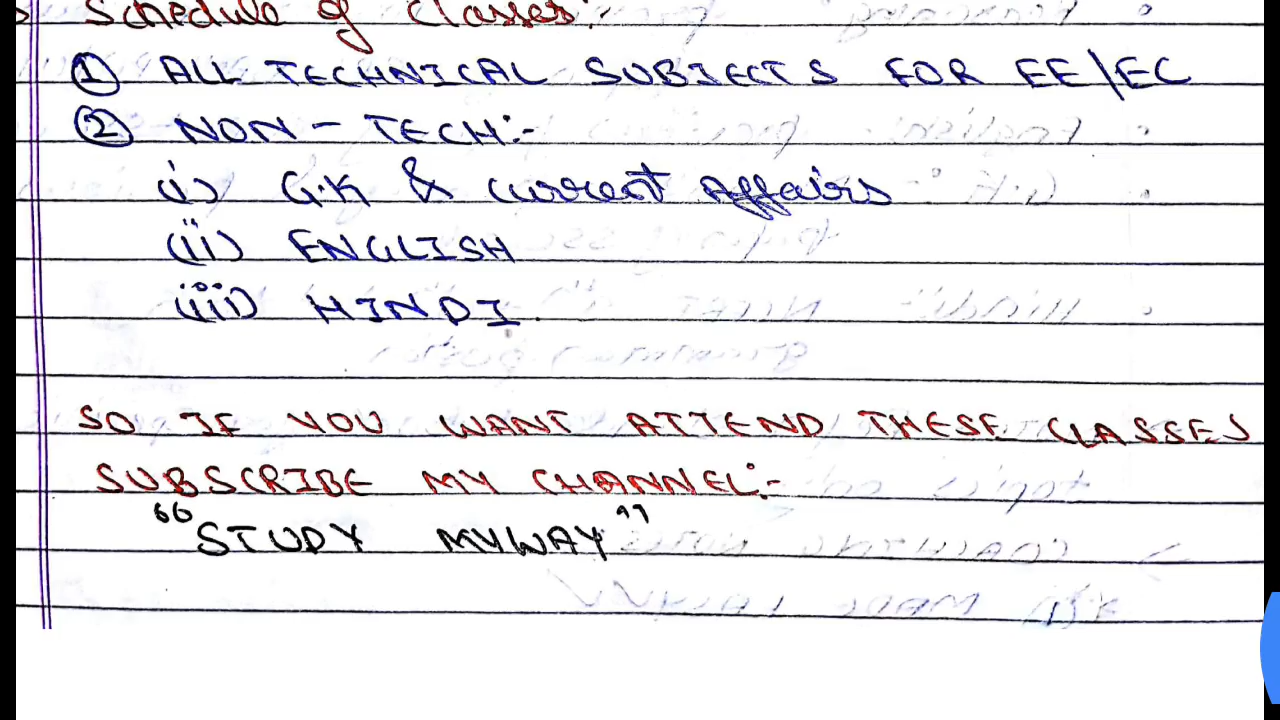 Schedule of Classes:-
① ALL TECHNICAL SUBJECTS FOR EE/EC
② NON-TECH:-
(i) G.K & Current Affairs
(ii) ENGLISH
(iii) HINDI.
SO IF YOU WANT ATTEND THESE CLASSES
SUBSCRIBE MY CHANNEL:-
"STUDY MYWAY"